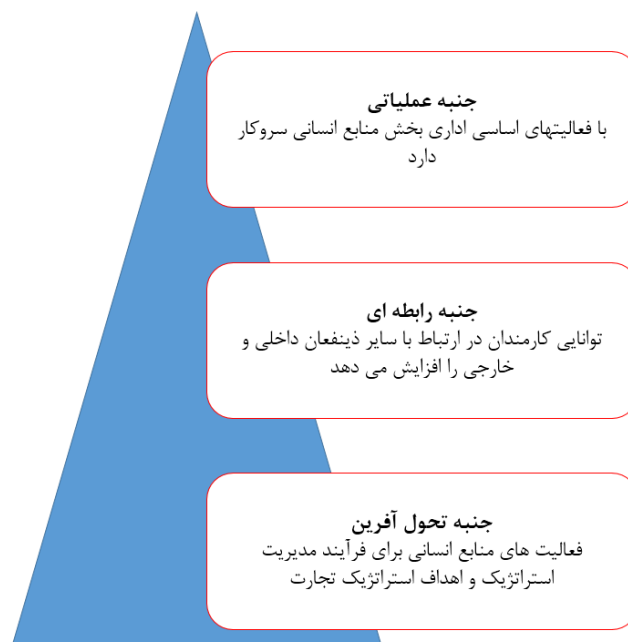 جنبه عملیاتی
با فعالیتهای اساسی اداری بخش منابع انسانی سروکار
دارد
جنبه رابطه ای
توانایی کارمندان در ارتباط با سایر ذینفعان داخلی و
خارجی را افزایش می دهد
جنبه تحول آفرین
فعالیت های منابع انسانی برای فرآیند مدیریت
استراتژیک و اهداف استراتژیک تجارت